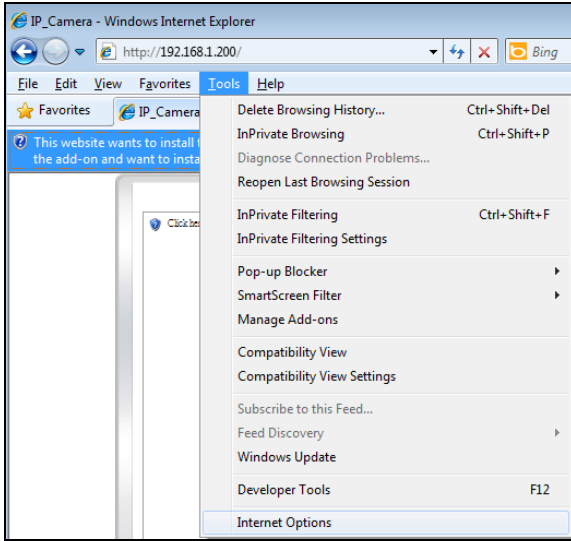 IP_Camera - Windows Internet Explorer
http://192.168.1.200/
Bing
File Edit View Favorites Tools Help
Favorites IP_Camera
This website wants to install
the add-on and want to insta
Click her
Delete Browsing History... Ctrl+Shift+Del
InPrivate Browsing Ctrl+Shift+P
Diagnose Connection Problems...
Reopen Last Browsing Session
InPrivate Filtering Ctrl+Shift+F
InPrivate Filtering Settings
Pop-up Blocker
SmartScreen Filter
Manage Add-ons
Compatibility View
Compatibility View Settings
Subscribe to this Feed...
Feed Discovery
Windows Update
Developer Tools F12
Internet Options